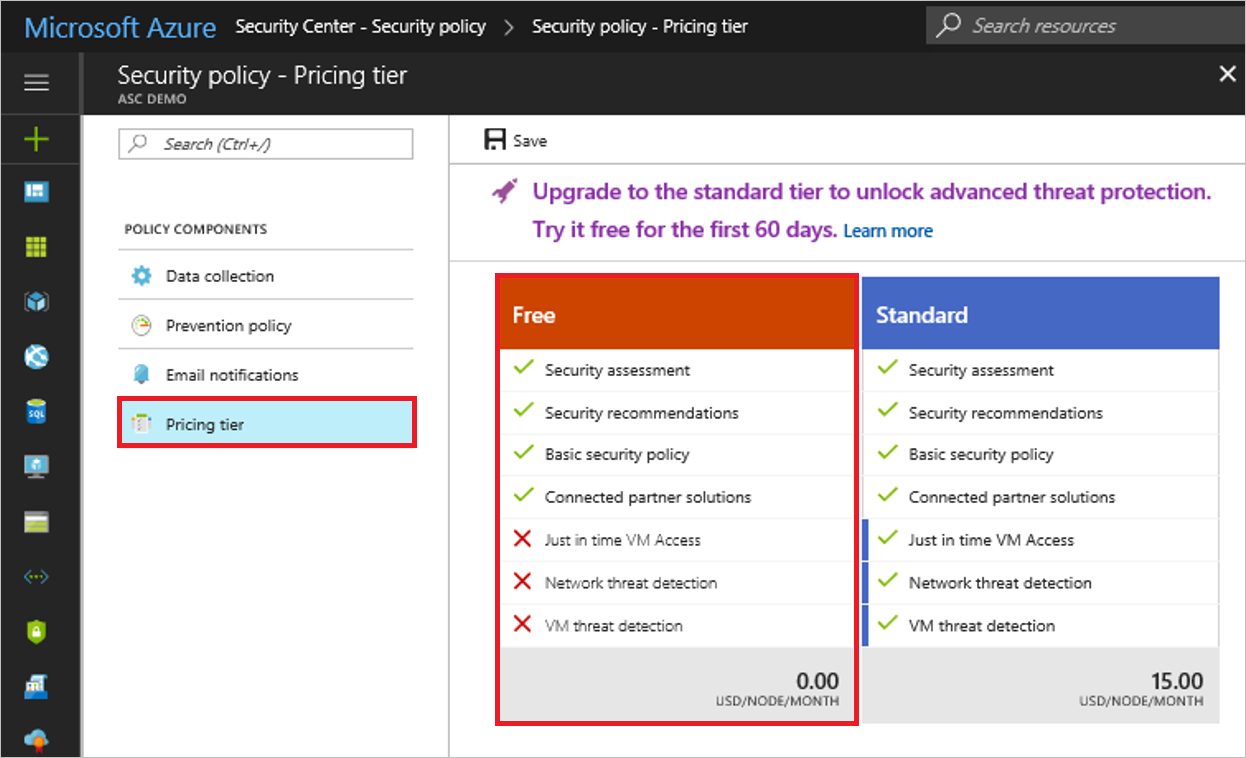 Microsoft Azure Security Center - Security policy > Security policy - Pricing tier Search resources
Security policy - Pricing tier
ASC DEMO
Search (Ctrl+/)
POLICY COMPONENTS
Data collection
Prevention policy
Email notifications
Pricing tier
Save
Upgrade to the standard tier to unlock advanced threat protection.
Try it free for the first 60 days. Learn more
Free
Security assessment
Security recommendations
Basic security policy
Connected partner solutions
Just in time VM Access
Network threat detection
VM threat detection
0.00
USD/NODE/MONTH
Standard
Security assessment
Security recommendations
Basic security policy
Connected partner solutions
Just in time VM Access
Network threat detection
VM threat detection
15.00
USD/NODE/MONTH
SQL